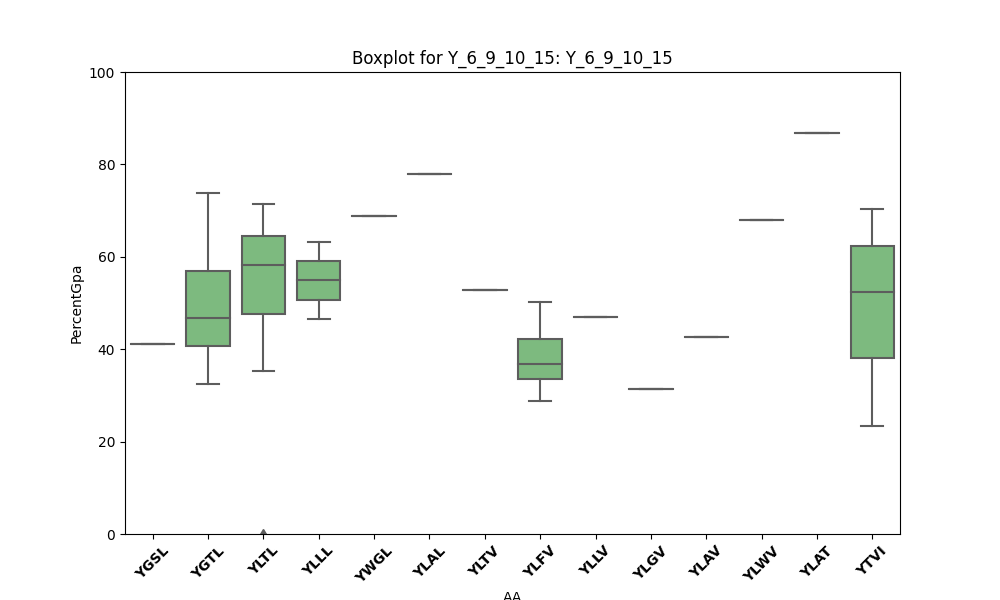 Boxplot for Y_6_9_10_15: Y_6_9_10_15
PercentGpa
100
80
60
40
20
0
YGSL
YGTL
YLTL
YLLL
YWGL
YLAL
YLTV
YLFV
YLLV
YLGV
YLAV
YLWV
YLAT
YTVI
AA